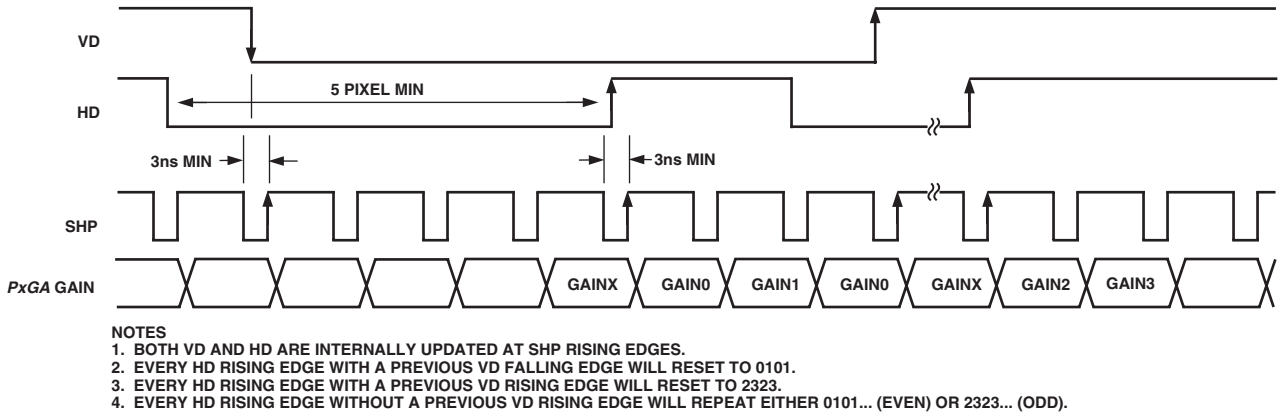 VD
HD
5 PIXEL MIN
3ns MIN
3ns MIN
SHP
PxGA GAIN
GAINX
GAIN0
GAIN1
GAIN0
GAINX
GAIN2
GAIN3
NOTES
1. BOTH VD AND HD ARE INTERNALLY UPDATED AT SHP RISING EDGES.
2. EVERY HD RISING EDGE WITH A PREVIOUS VD FALLING EDGE WILL RESET TO 0101.
3. EVERY HD RISING EDGE WITH A PREVIOUS VD RISING EDGE WILL RESET TO 2323.
4. EVERY HD RISING EDGE WITHOUT A PREVIOUS VD RISING EDGE WILL REPEAT EITHER 0101... (EVEN) OR 2323... (ODD).